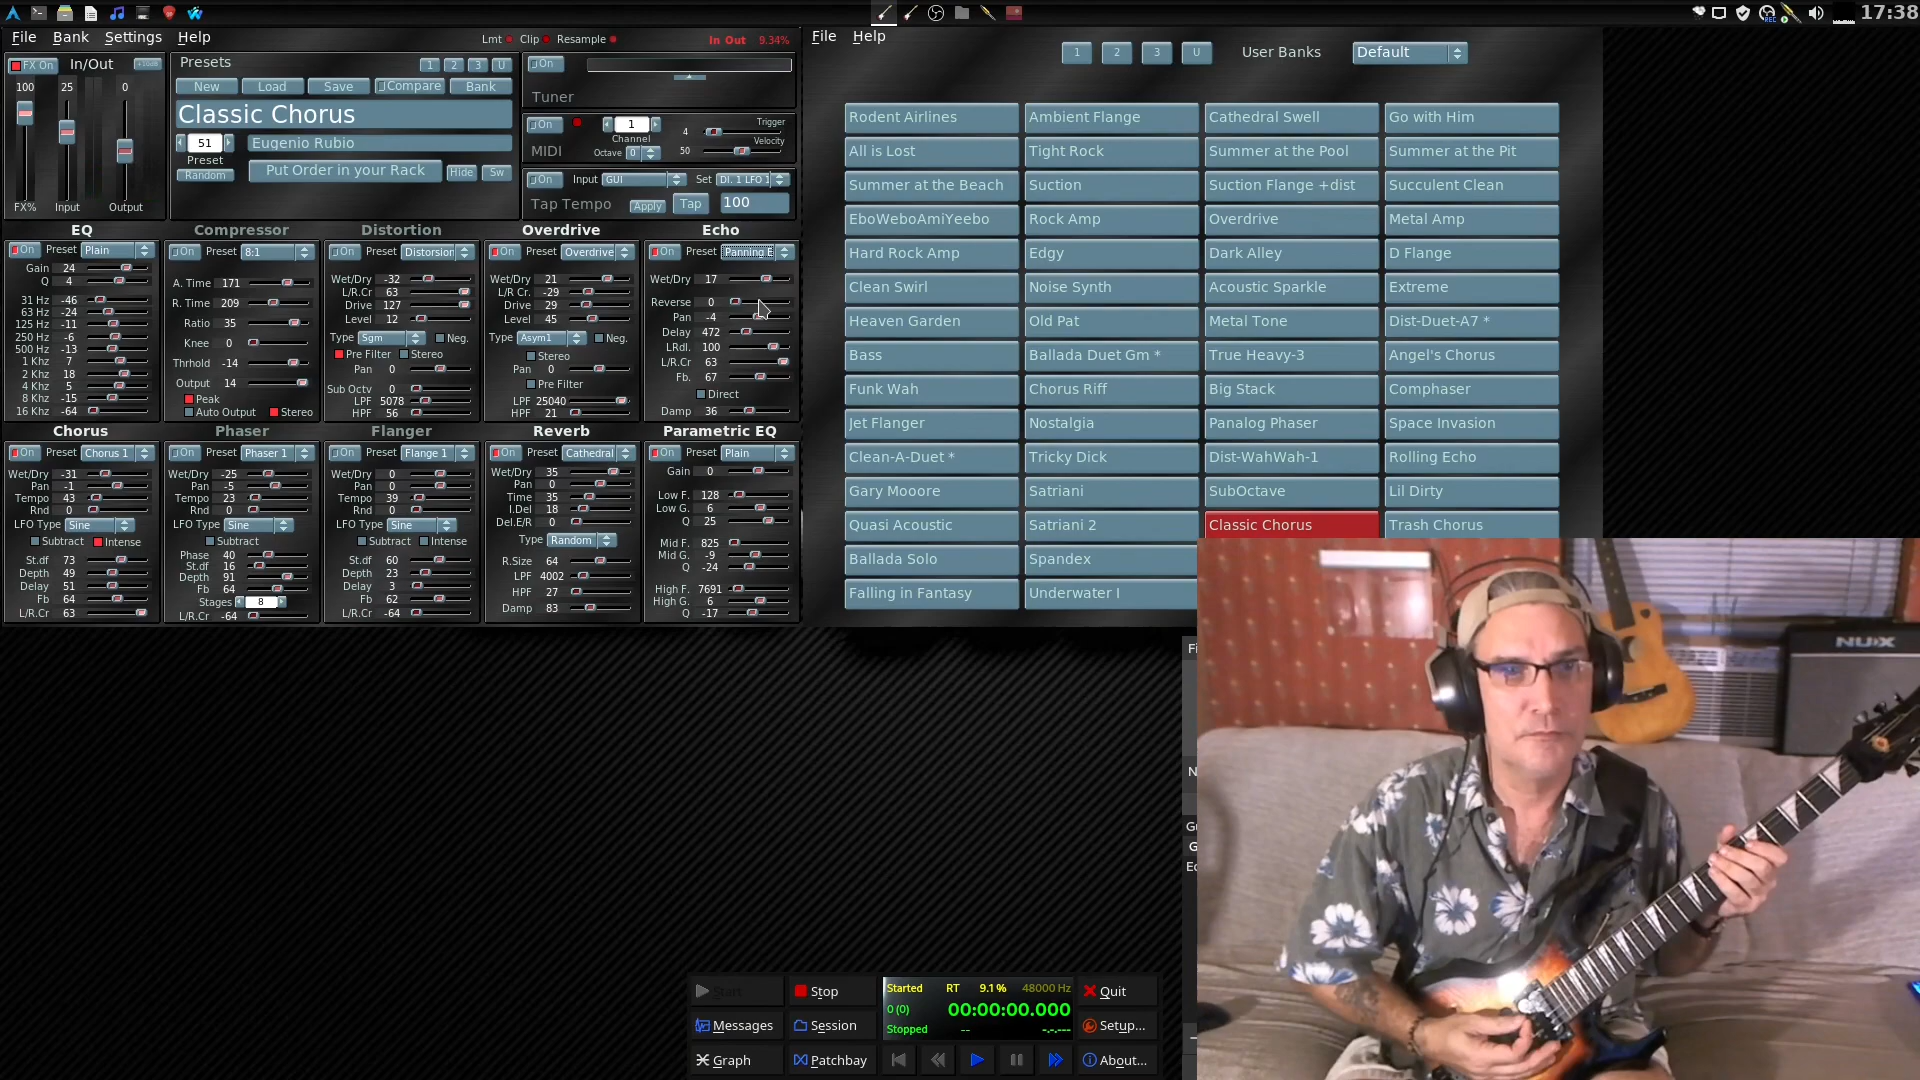 17:38
File Bank Settings Help
Lmt Clip Resample In Out 9.34%
FX On In/Out
100 25 0
FX% Input Output
Presets 1 2 3 U
New Load Save Compare Bank
Classic Chorus
51 Eugenio Rubio
Preset
Random Put Order in your Rack Hide Sw
On
Tuner
On 1 4 Trigger
Channel Velocity
MIDI Octave 0 50
On Input GUI Set
Tap Tempo Apply Tap 100
EQ
On Preset Plain
Gain 24
Q 4
31 Hz -46
63 Hz -24
125 Hz -11
250 Hz -6
500 Hz -13
1 Khz 7
2 Khz 18
4 Khz 5
8 Khz -15
16 Khz -64
Compressor
On Preset 8:1
A. Time 171
R. Time 209
Ratio 35
Knee 0
Thrhold -14
Output 14
Peak
Auto Output Stereo
Distortion
On Preset Distorsion
Wet/Dry -32
L/R.Cr 63
Drive 127
Level 12
Type Sgm Neg.
Pre Filter Stereo
Pan 0
Sub Octv 0
LPF 5078
HPF 56
Overdrive
On Preset Overdrive
Wet/Dry 21
L/R Cr. -29
Drive 29
Level 45
Type Asym1 Neg.
Stereo
Pan 0
Pre Filter
LPF 25040
HPF 21
Echo
On Preset Panning E
Wet/Dry 17
Reverse 0
Pan -4
Delay 472
LRdl. 100
L/R.Cr 63
Fb. 67
Direct
Damp 36
Chorus
On Preset Chorus 1
Wet/Dry -31
Pan -1
Tempo 43
Rnd 0
LFO Type Sine
Subtract Intense
St.df 73
Depth 49
Delay 51
Fb 64
L/R.Cr 63
Phaser
On Preset Phaser 1
Wet/Dry -25
Pan -5
Tempo 23
Rnd 0
LFO Type Sine
Subtract
Phase 40
St.df 16
Depth 91
Fb 64
Stages 8
L/R.Cr -64
Flanger
On Preset Flange 1
Wet/Dry 0
Pan 0
Tempo 39
Rnd 0
LFO Type Sine
Subtract Intense
St.df 60
Depth 23
Delay 3
Fb 62
L/R.Cr -64
Reverb
On Preset Cathedral
Wet/Dry 35
Pan 0
Time 35
I.Del 18
Del.E/R 0
Type Random
R.Size 64
LPF 4002
HPF 27
Damp 83
Parametric EQ
On Preset Plain
Gain 0
Low F. 128
Low G. 6
Q 25
Mid F. 825
Mid G. -9
Q -24
High F. 7691
High G. 6
Q -17
File Help
1 2 3 U User Banks Default
Rodent Airlines Ambient Flange Cathedral Swell Go with Him
All is Lost Tight Rock Summer at the Pool Summer at the Pit
Summer at the Beach Suction Suction Flange +dist Succulent Clean
EboWeboAmiYeebo Rock Amp Overdrive Metal Amp
Hard Rock Amp Edgy Dark Alley D Flange
Clean Swirl Noise Synth Acoustic Sparkle Extreme
Heaven Garden Old Pat Metal Tone Dist-Duet-A7 *
Bass Ballada Duet Gm * True Heavy-3 Angel's Chorus
Funk Wah Chorus Riff Big Stack Comphaser
Jet Flanger Nostalgia Panalog Phaser Space Invasion
Clean-A-Duet * Tricky Dick Dist-WahWah-1 Rolling Echo
Gary Mooore Satriani SubOctave Lil Dirty
Quasi Acoustic Satriani 2 Classic Chorus Trash Chorus
Ballada Solo Spandex
Falling in Fantasy Underwater I
NUX
Start Stop Started RT 9.1 % 48000 Hz Quit
0 (0) 00:00:00.000
Messages Session Stopped -- -.-.--- Setup...
Graph Patchbay About...